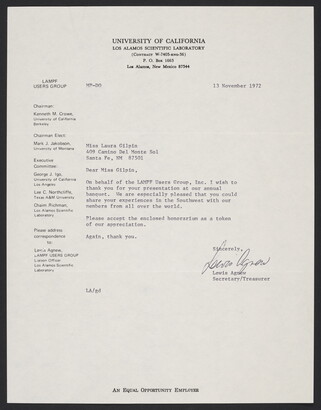 UNIVERSITY OF CALIFORNIA
LOS ALAMOS SCIENTIFIC LABORATORY
(CONTRACT W-7405-ENG-36)
P. O. Box 1663
Los Alamos, New Mexico 87544
LAMPF
USERS GROUP
MP-DO
13 November 1972
Chairman:
Kenneth M. Crowe,
University of California
Berkeley
Chairman Elect:
Mark J. Jakobson,
University of Montana
Executive
Committee:
George J. Igo,
University of California
Los Angeles
Lee C. Northcliffe,
Texas A&M University
Chaim Richman,
Los Alamos Scientific
Laboratory
Please address
correspondence
to:
Lewis Agnew,
LAMPF USERS GROUP
Liaison Officer
Los Alamos Scientific
Laboratory
Miss Laura Gilpin
409 Camino Del Monte Sol
Santa Fe, NM 87501
Dear Miss Gilpin,
On behalf of the LAMPF Users Group, Inc. I wish to
thank you for your presentation at our annual
banquet. We are especially pleased that you could
share your experiences in the Southwest with our
members from all over the world.
Please accept the enclosed honorarium as a token
of our appreciation.
Again, thank you.
Sincerely,
Lewis Agnew
Lewis Agnew
Secretary/Treasurer
LA/gd
AN EQUAL OPPORTUNITY EMPLOYER